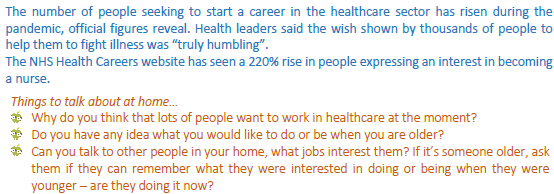 The number of people seeking to start a career in the healthcare sector has risen during the
pandemic, official figures reveal. Health leaders said the wish shown by thousands of people to
help them to fight illness was “truly humbling”.
The NHS Health Careers website has seen a 220% rise in people expressing an interest in becoming
a nurse.
Things to talk about at home…
Why do you think that lots of people want to work in healthcare at the moment?
Do you have any idea what you would like to do or be when you are older?
Can you talk to other people in your home, what jobs interest them? If it’s someone older, ask
them if they can remember what they were interested in doing or being when they were
younger – are they doing it now?